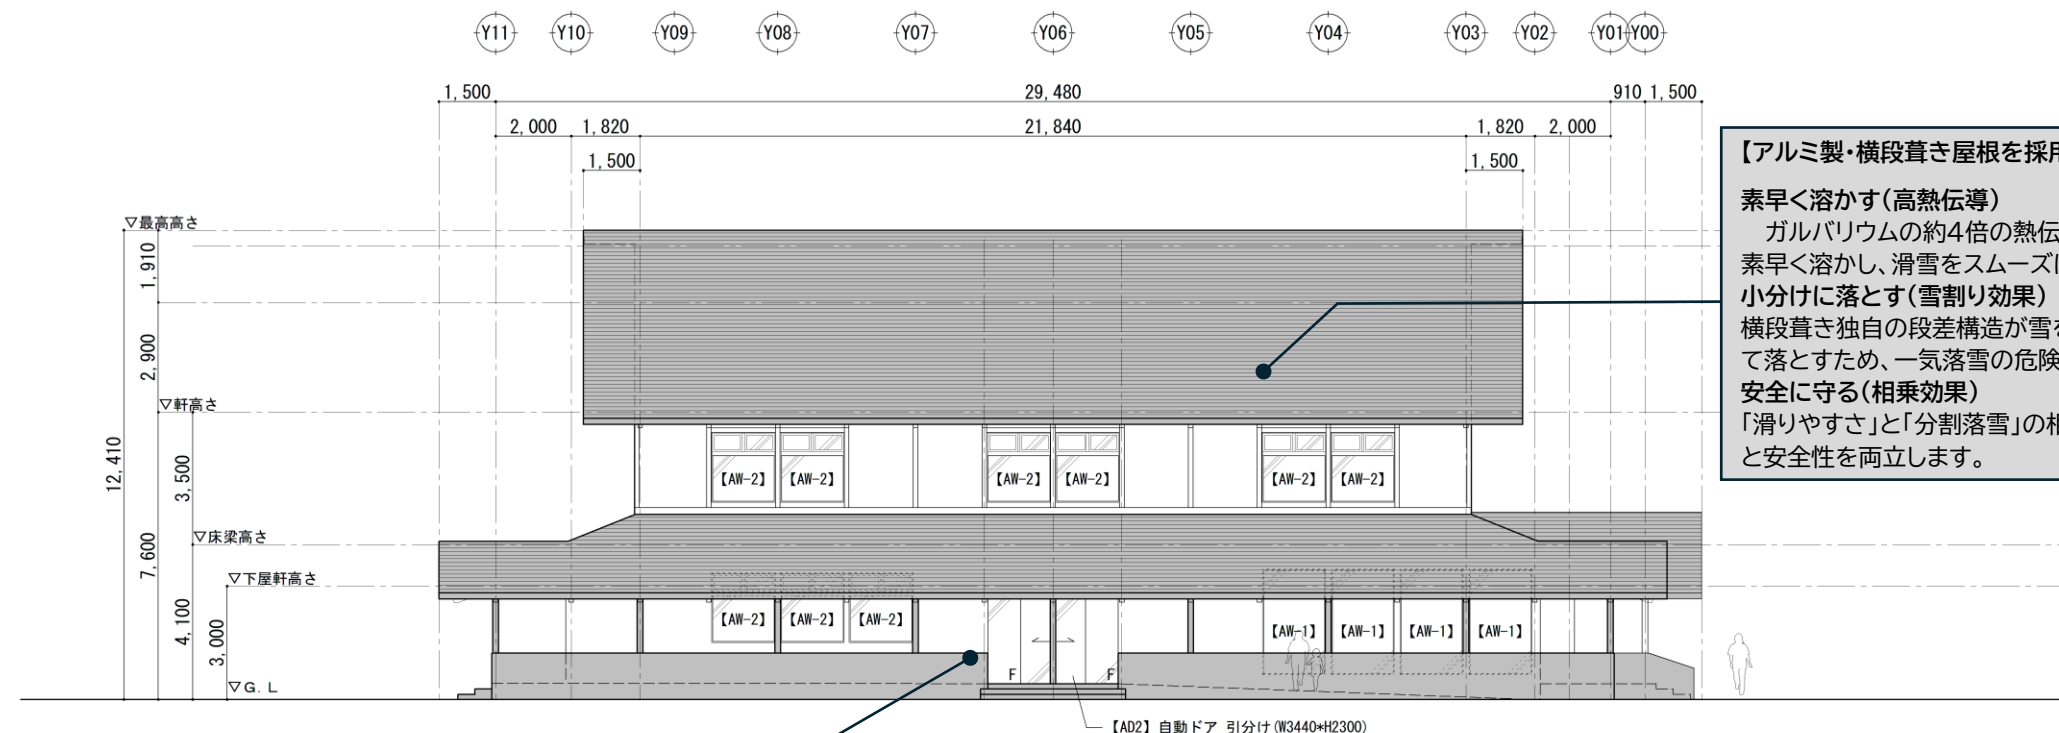 Y11 Y10 Y09 Y08 Y07 Y06 Y05 Y04 Y03 Y02 Y01 Y00
1,500 29,480 910 1,500
2,000 1,820 21,840 1,820 2,000
1,500 1,500
【アルミ製・横段葺き屋根を採用
素早く溶かす(高熱伝導)
ガルバリウムの約4倍の熱伝
素早く溶かし、滑雪をスムーズに
小分けに落とす(雪割り効果)
横段葺き独自の段差構造が雪を
て落とすため、一気落雪の危険
安全に守る(相乗効果)
「滑りやすさ」と「分割落雪」の相
と安全性を両立します。
▽最高高さ
1,910
2,900
▽軒高さ
12,410
3,500
7,600
▽床梁高さ
▽下屋軒高さ
4,100
3,000
▽G.L
【AW-2】 【AW-2】 【AW-2】 【AW-2】 【AW-2】 【AW-2】
【AW-2】 【AW-2】 【AW-2】 【AW-1】 【AW-1】 【AW-1】 【AW-1】
F F
【AD2】自動ドア 引分け(W3440*H2300)